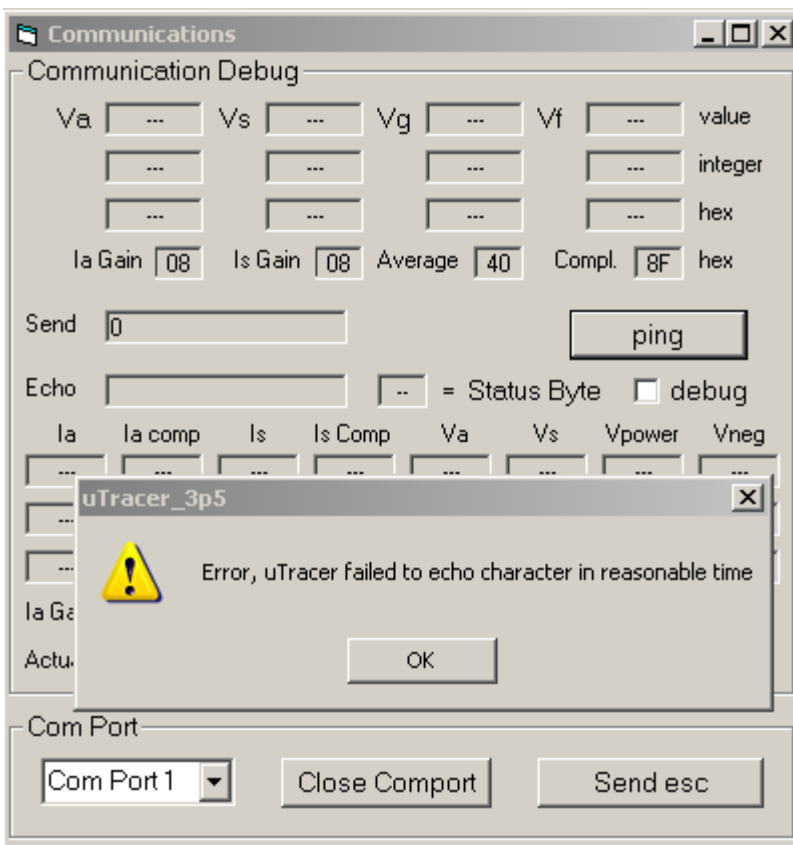 Communications
Communication Debug
Va --- Vs --- Vg --- Vf --- value
--- --- --- --- integer
--- --- --- --- hex
Ia Gain 08 Is Gain 08 Average 40 Compl. 8F hex
Send 0 ping
Echo -- = Status Byte debug
Ia Ia comp Is Is Comp Va Vs Vpower Vneg
--- --- --- --- --- --- --- ---
uTracer_3p5
Error, uTracer failed to echo character in reasonable time
OK
Com Port
Com Port 1 Close Comport Send esc